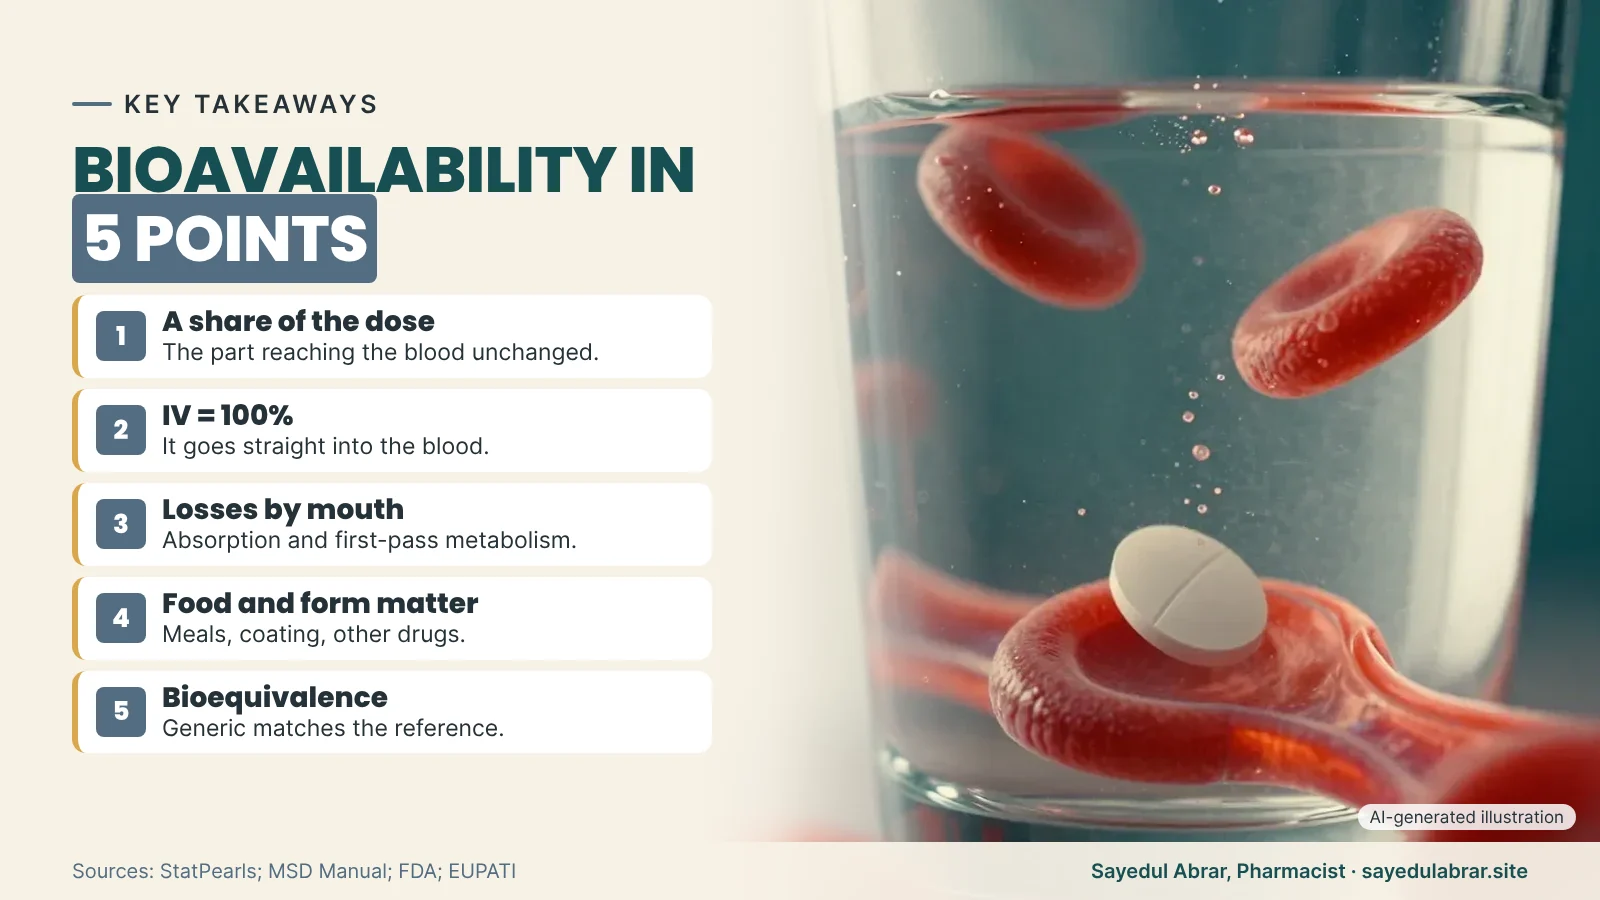 KEY TAKEAWAYS
BIOAVAILABILITY IN
5 POINTS
1
A share of the dose
The part reaching the blood unchanged.
2
IV = 100%
It goes straight into the blood.
3
Losses by mouth
Absorption and first-pass metabolism.
4
Food and form matter
Meals, coating, other drugs.
5
Bioequivalence
Generic matches the reference.
AI-generated illustration
Sources: StatPearls; MSD Manual; FDA; EUPATI
Sayedul Abrar, Pharmacist · sayedulabrar.site